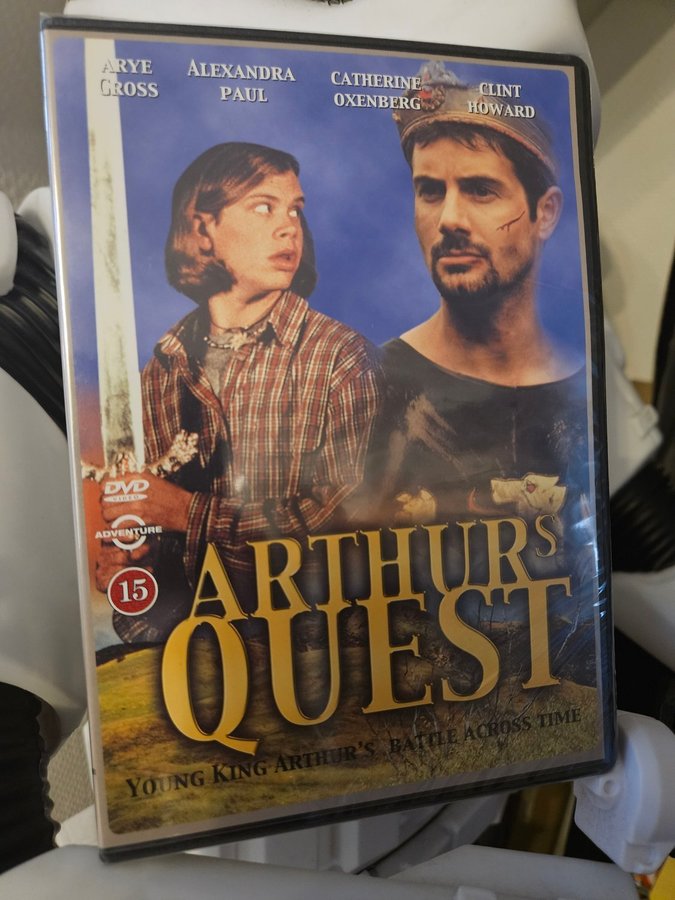 ARYE
GROSS
ALEXANDRA
PAUL
CATHERINE
OXENBERG
CLINT
HOWARD
DVD
VIDEO
ADVENTURE
15
ARTHURS
QUEST
YOUNG KING ARTHUR'S BATTLE ACROSS TIME